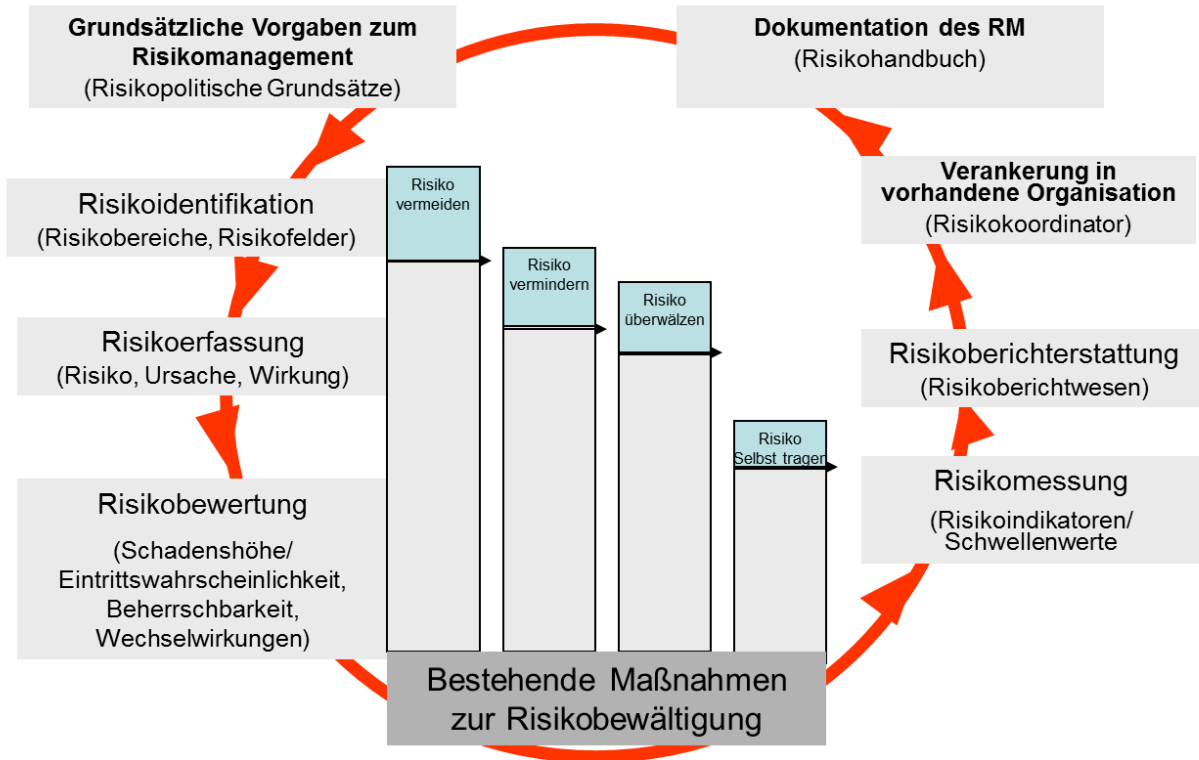 Grundsätzliche Vorgaben zum
Risikomanagement
(Risikopolitische Grundsätze)
Risikoidentifikation
(Risikobereiche, Risikofelder)
Risikoerfassung
(Risiko, Ursache, Wirkung)
Risikobewertung
(Schadenshöhe/
Eintrittswahrscheinlichkeit,
Beherrschbarkeit,
Wechselwirkungen)
Risiko
vermeiden
Risiko
vermindern
Risiko
überwälzen
Risiko
Selbst tragen
Bestehende Maßnahmen
zur Risikobewältigung
Dokumentation des RM
(Risikohandbuch)
Verankerung in
vorhandene Organisation
(Risikokoordinator)
Risikoberichterstattung
(Risikoberichtwesen)
Risikomessung
(Risikoindikatoren/
Schwellenwerte